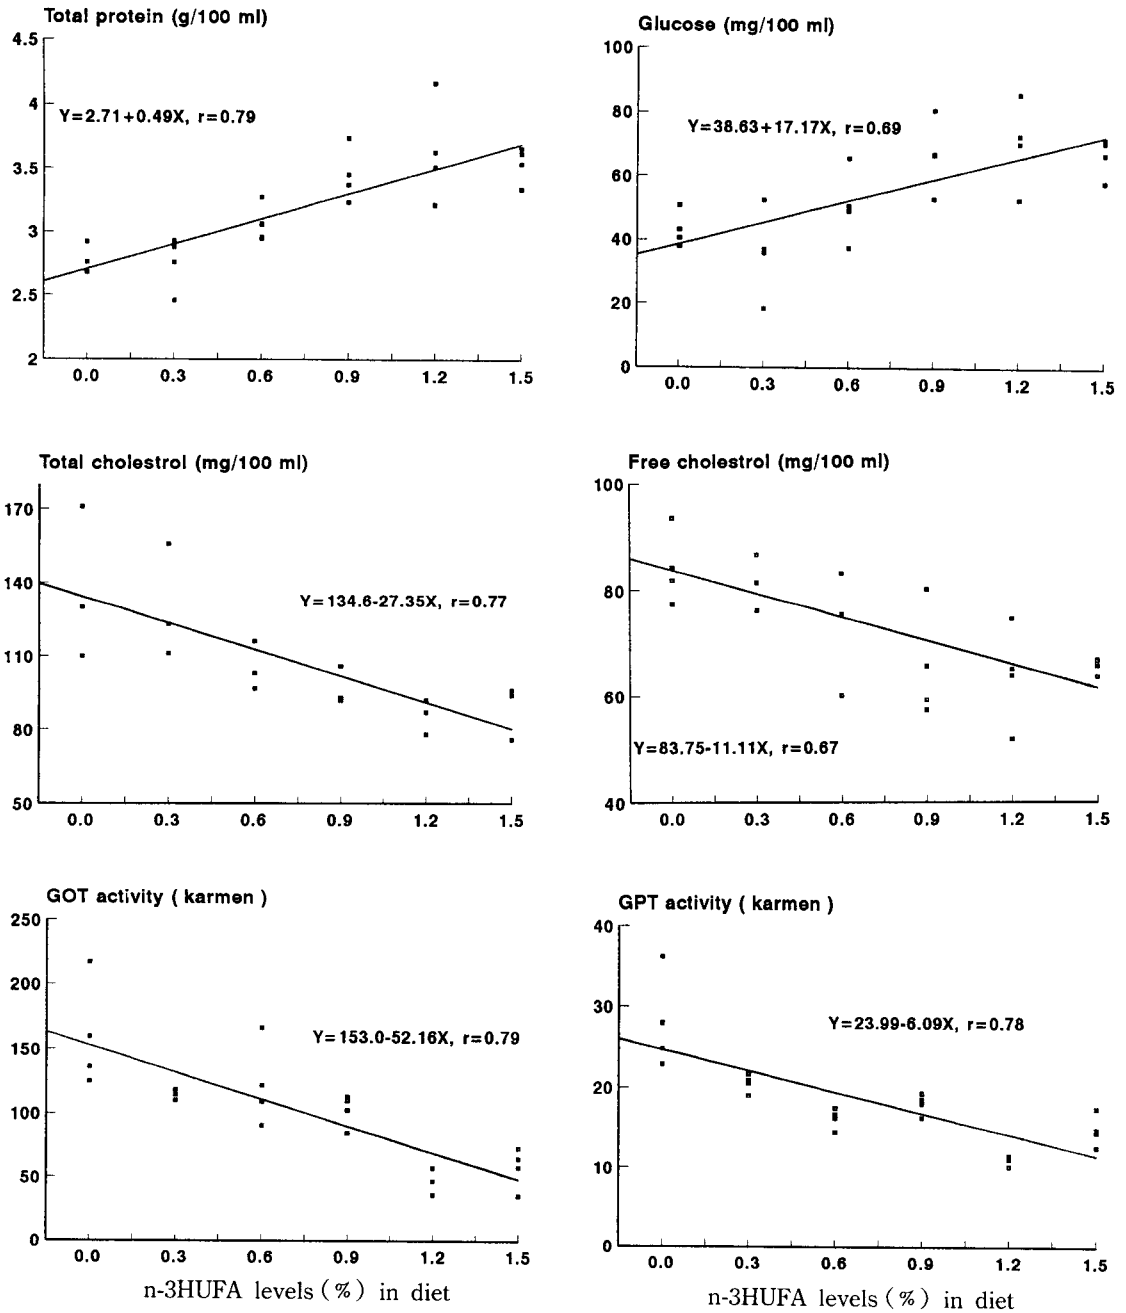 Total protein (g/100 ml)
4.5
4
3.5
3
2.5
2
Y=2.71+0.49X, r=0.79
0.0 0.3 0.6 0.9 1.2 1.5
Glucose (mg/100 ml)
100
80
60
40
20
0
Y=38.63+17.17X, r=0.69
0.0 0.3 0.6 0.9 1.2 1.5
Total cholestrol (mg/100 ml)
170
140
110
80
50
Y=134.6-27.35X, r=0.77
0.0 0.3 0.6 0.9 1.2 1.5
Free cholestrol (mg/100 ml)
100
80
60
40
Y=83.75-11.11X, r=0.67
0.0 0.3 0.6 0.9 1.2 1.5
GOT activity ( karmen )
250
200
150
100
50
0
Y=153.0-52.16X, r=0.79
0.0 0.3 0.6 0.9 1.2 1.5
n-3HUFA levels (%) in diet
GPT activity ( karmen )
40
30
20
10
0
Y=23.99-6.09X, r=0.78
0.0 0.3 0.6 0.9 1.2 1.5
n-3HUFA levels (%) in diet